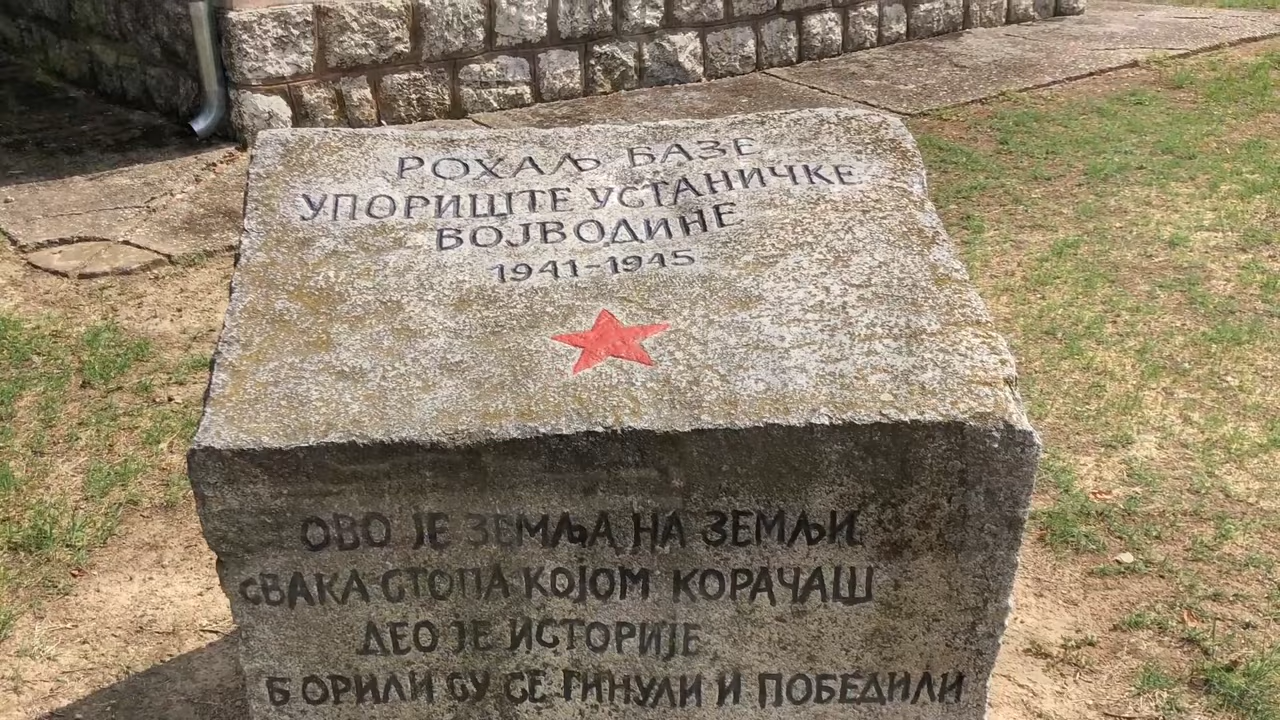 РОХАЉ БАЗЕ
УПОРИШТЕ УСТАНИЧКЕ
ВОЈВОДИНЕ
1941-1945
ОВО ЈЕ ЗЕМЉА НА ЗЕМЉИ
СВАКА СТОПА КОЈОМ КОРАЧАШ
ДЕО ЈЕ ИСТОРИЈЕ
БОРИЛИ СУ СЕ ГИНУЛИ И ПОБЕДИЛИ